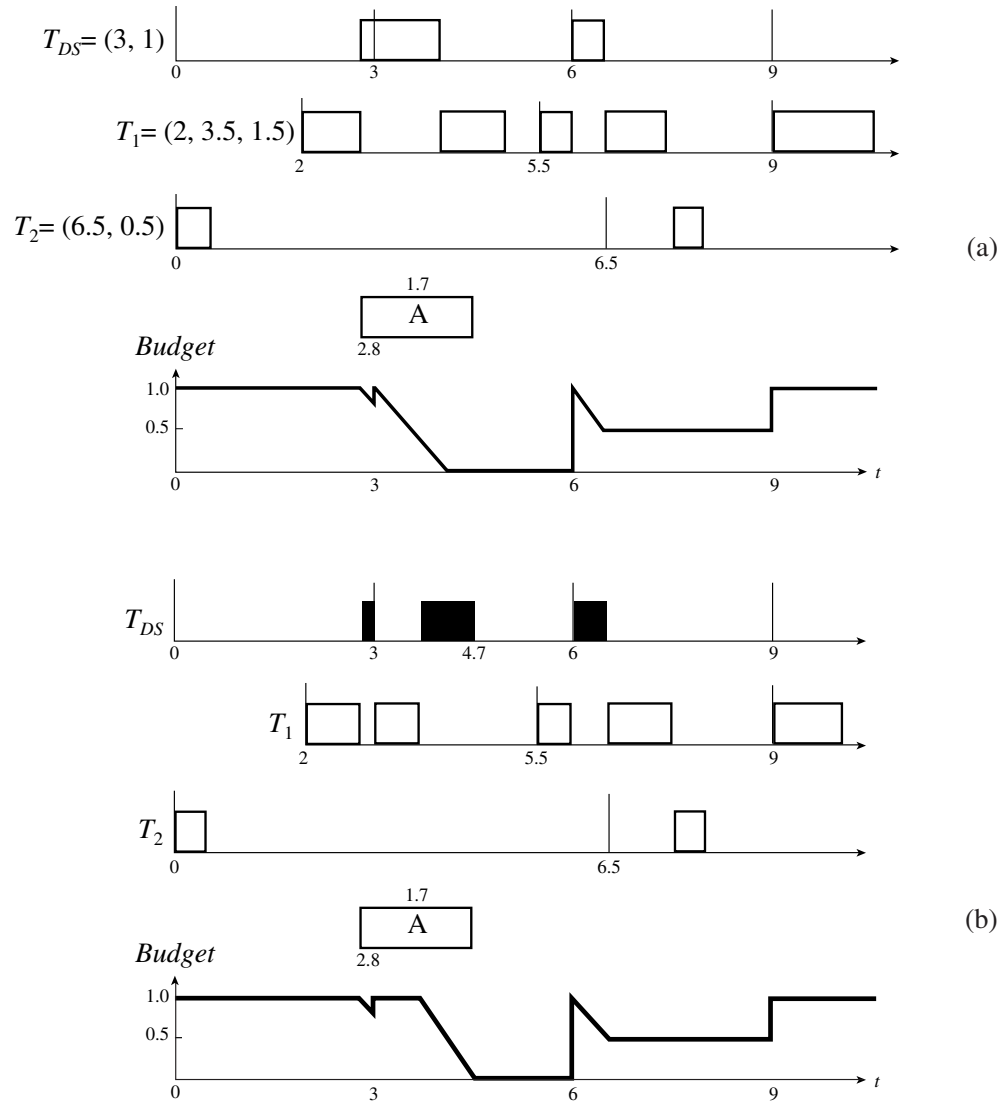 T_DS= (3, 1)
0 3 6 9
T_1= (2, 3.5, 1.5)
2 5.5 9
T_2= (6.5, 0.5)
0 6.5
(a)
1.7
A
2.8
Budget
1.0
0.5
0 3 6 9 t
T_DS
0 3 4.7 6 9
T_1
2 5.5 9
T_2
0 6.5
1.7
A
(b)
2.8
Budget
1.0
0.5
0 3 6 9 t